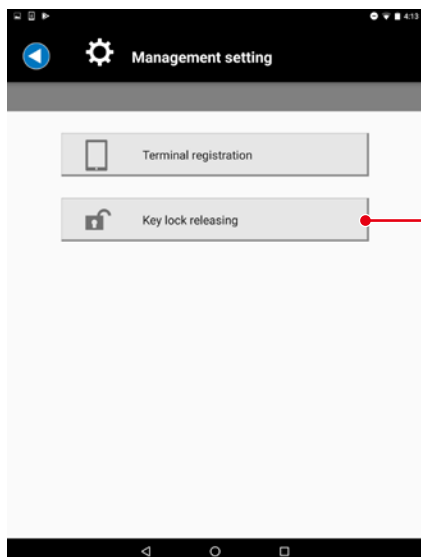 4:13
Management setting
Terminal registration
Key lock releasing